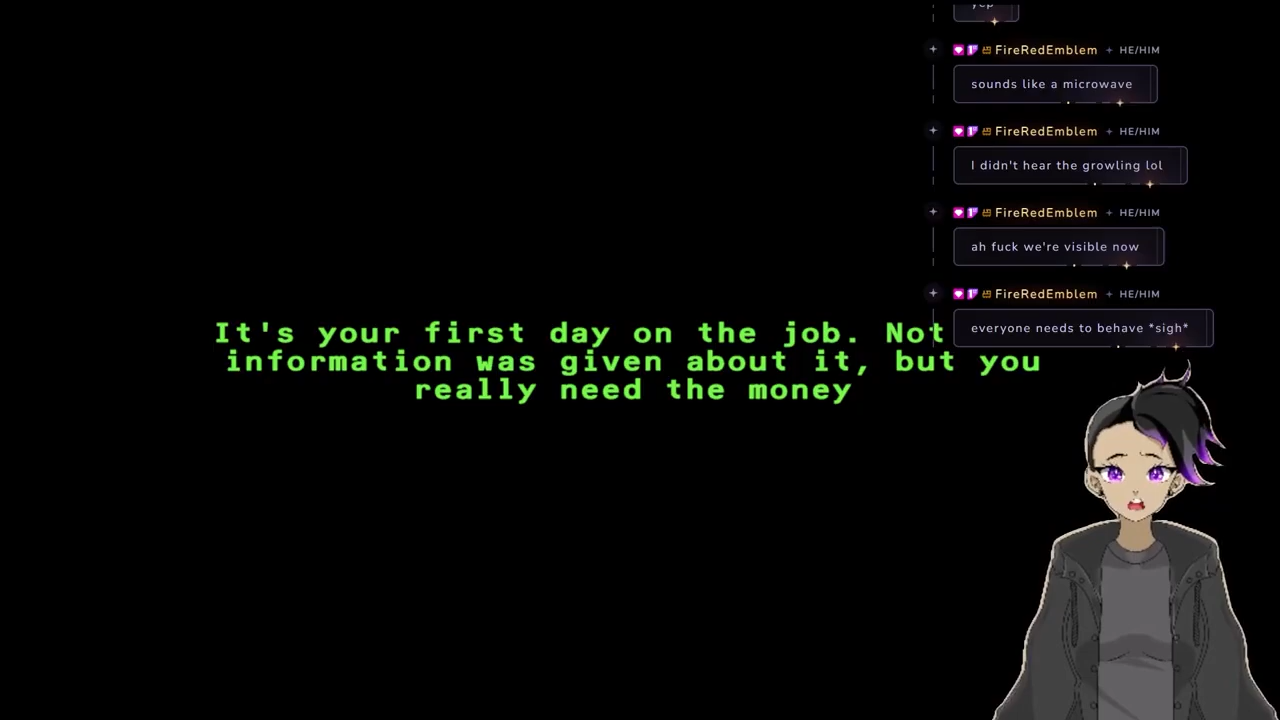 yep
FireRedEmblem + HE/HIM
sounds like a microwave
FireRedEmblem + HE/HIM
I didn't hear the growling lol
FireRedEmblem + HE/HIM
ah fuck we're visible now
FireRedEmblem + HE/HIM
everyone needs to behave *sigh*
It's your first day on the job. Not
information was given about it, but you
really need the money